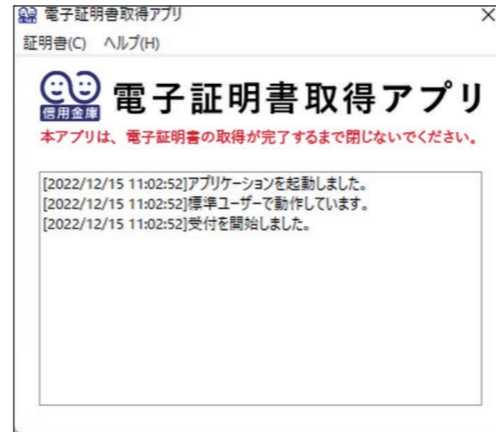 電子証明書取得アプリ
証明書(C) ヘルプ(H)
信用金庫
電子証明書取得アプリ
本アプリは、電子証明書の取得が完了するまで閉じないでください。
[2022/12/15 11:02:52]アプリケーションを起動しました。
[2022/12/15 11:02:52]標準ユーザーで動作しています。
[2022/12/15 11:02:52]受付を開始しました。